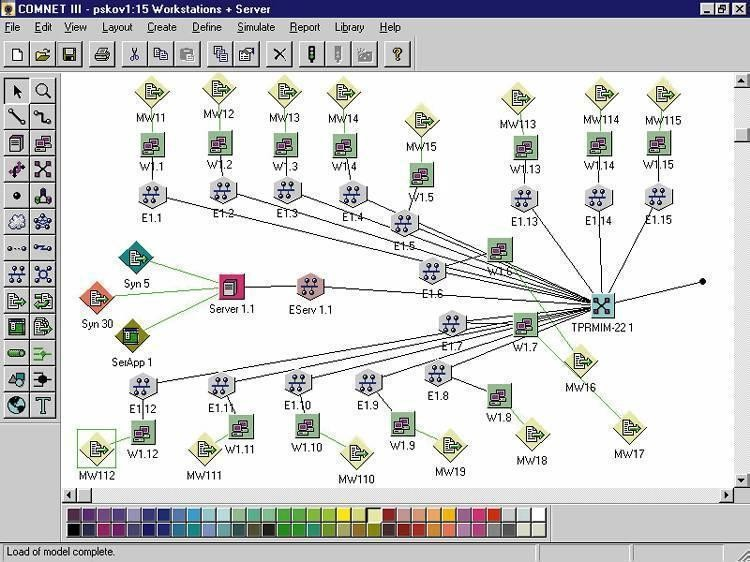 COMNET III - pskov1:15 Workstations + Server
File Edit View Layout Create Define Simulate Report Library Help
MW11 MW12 MW13 MW14 MW15 MW113 MW114 MW115
W1.1 W1.2 W1.3 W1.4 W1.5 W1.13 W1.14 W1.15
E1.1 E1.2 E1.3 E1.4 E1.5 E1.13 E1.14 E1.15
W1.6
Syn 5 E1.6
Syn 30 Server 1.1 EServ 1.1 TPRMIM-22 1
SerApp 1 E1.7 W1.7
MW16
E1.12 E1.11 E1.10 E1.9 E1.8
W1.8
W1.12 W1.11 W1.10 W1.9 MW17
MW112 MW111 MW110 MW19 MW18
Load of model complete.